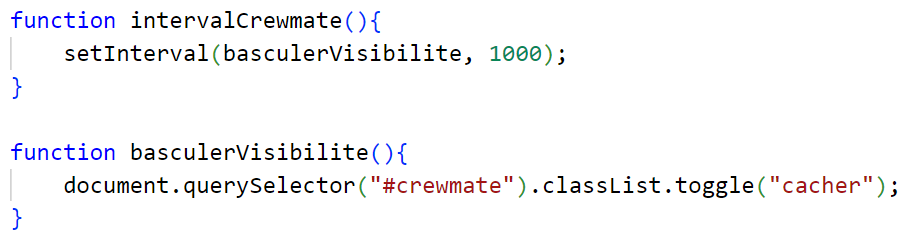 function intervalCrewmate(){
    setInterval(basculerVisibilite, 1000);
}

function basculerVisibilite(){
    document.querySelector("#crewmate").classList.toggle("cacher");
}